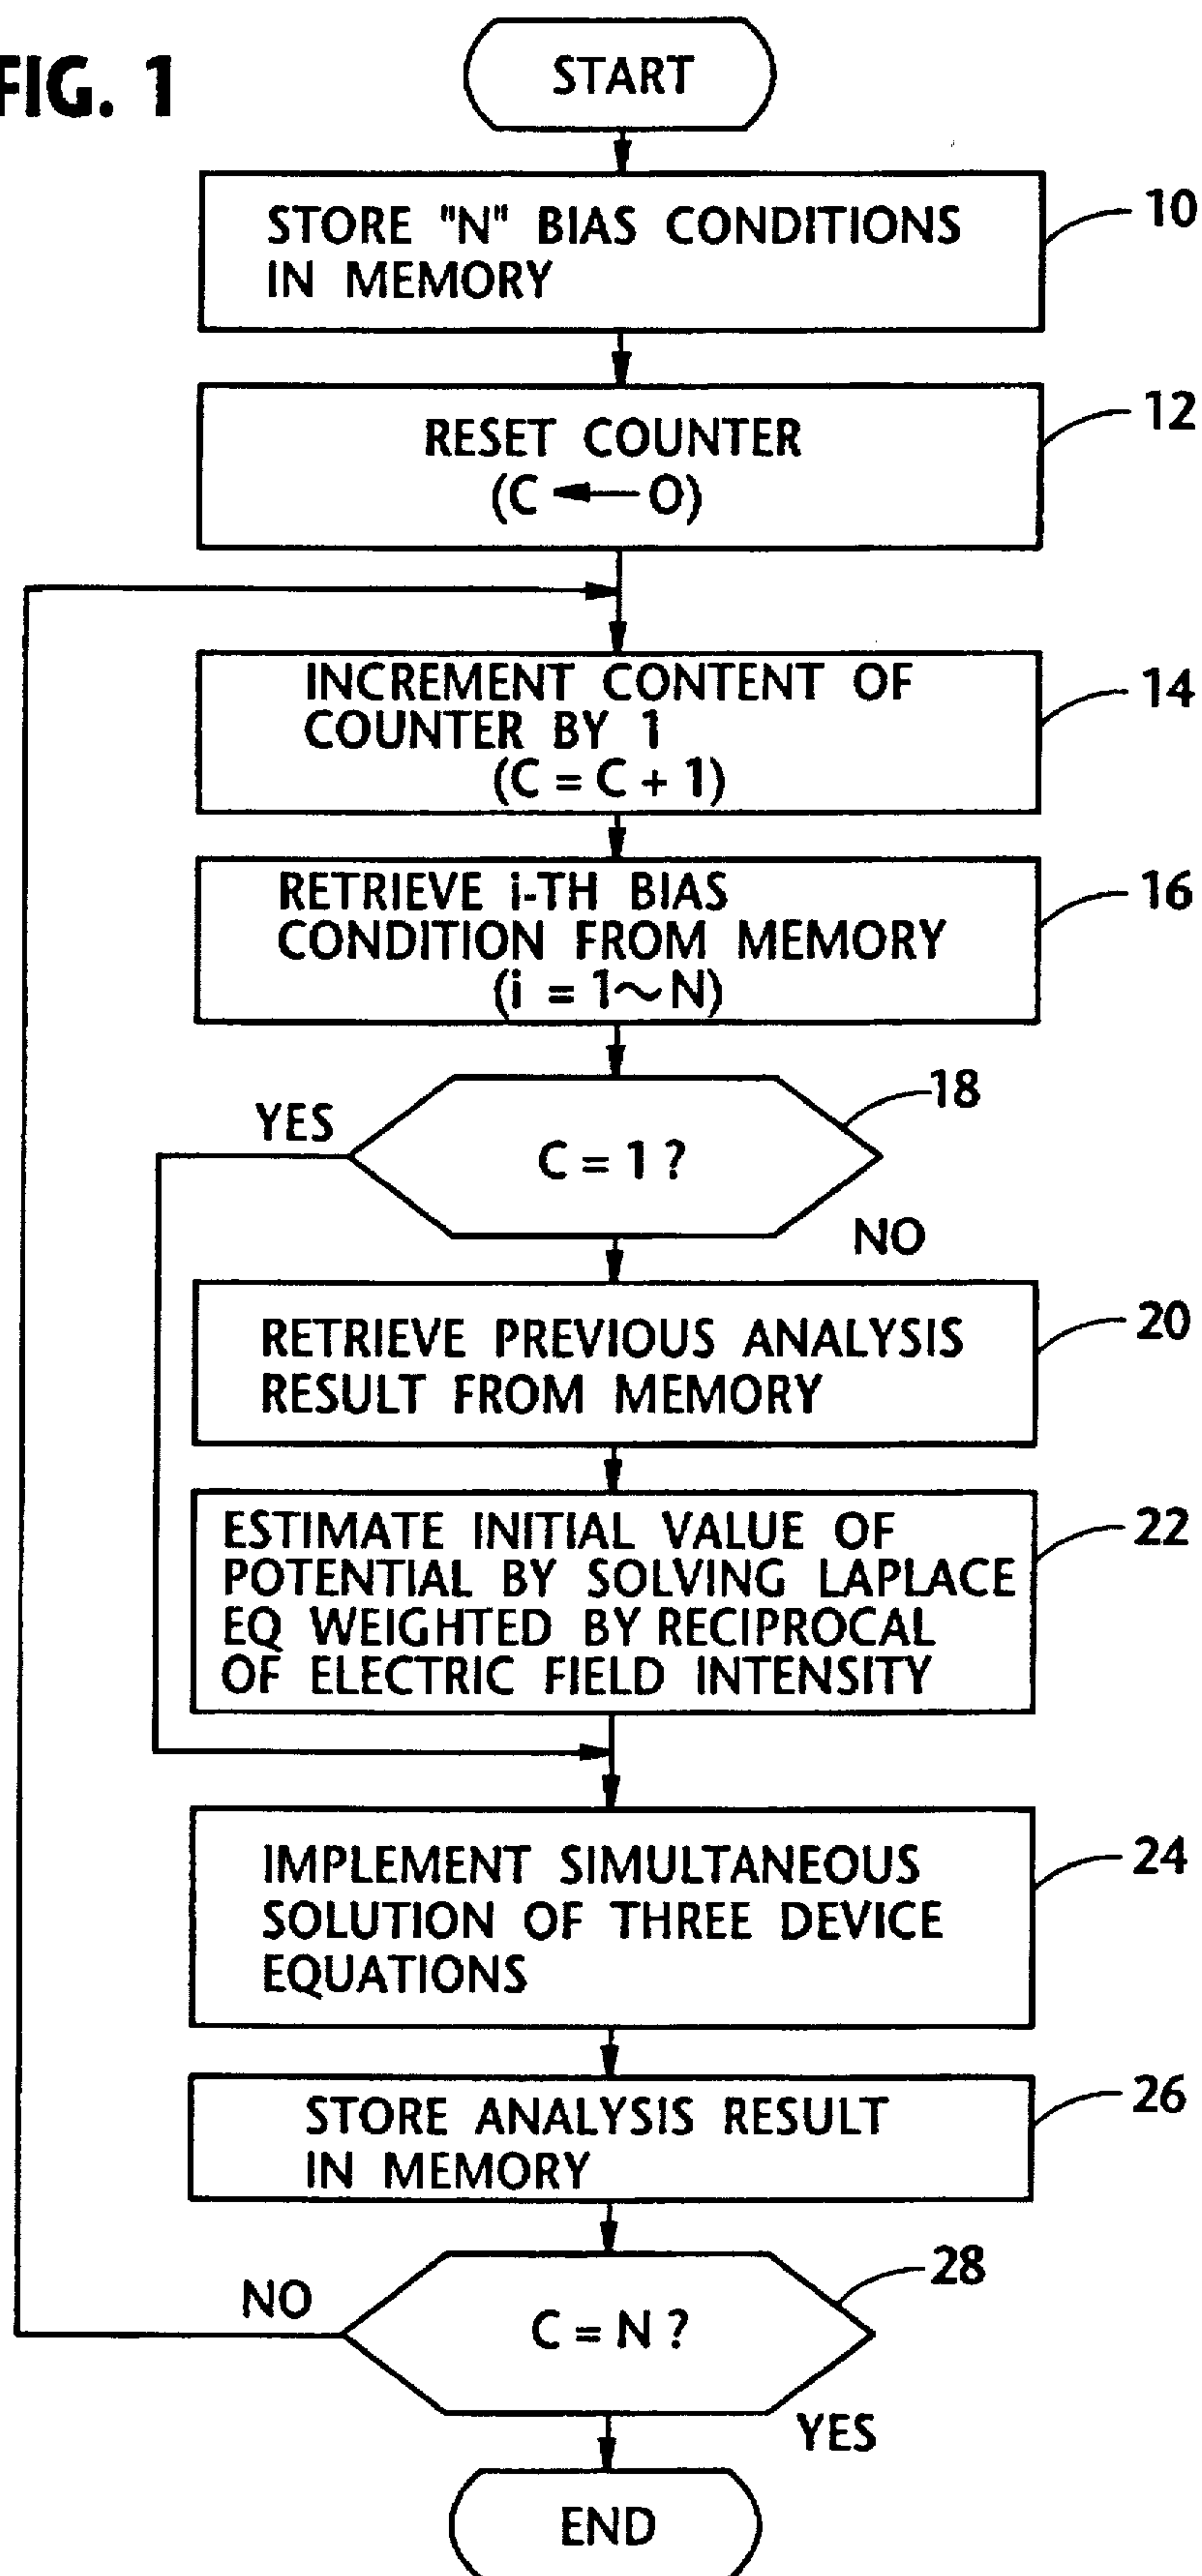 FIG. 1
START
STORE "N" BIAS CONDITIONS
IN MEMORY
10
RESET COUNTER
(C ← O)
12
INCREMENT CONTENT OF
COUNTER BY 1
(C = C + 1)
14
RETRIEVE i-TH BIAS
CONDITION FROM MEMORY
(i = 1~N)
16
18
YES
C = 1 ?
NO
RETRIEVE PREVIOUS ANALYSIS
RESULT FROM MEMORY
20
ESTIMATE INITIAL VALUE OF
POTENTIAL BY SOLVING LAPLACE
EQ WEIGHTED BY RECIPROCAL
OF ELECTRIC FIELD INTENSITY
22
IMPLEMENT SIMULTANEOUS
SOLUTION OF THREE DEVICE
EQUATIONS
24
STORE ANALYSIS RESULT
IN MEMORY
26
28
NO
C = N ?
YES
END